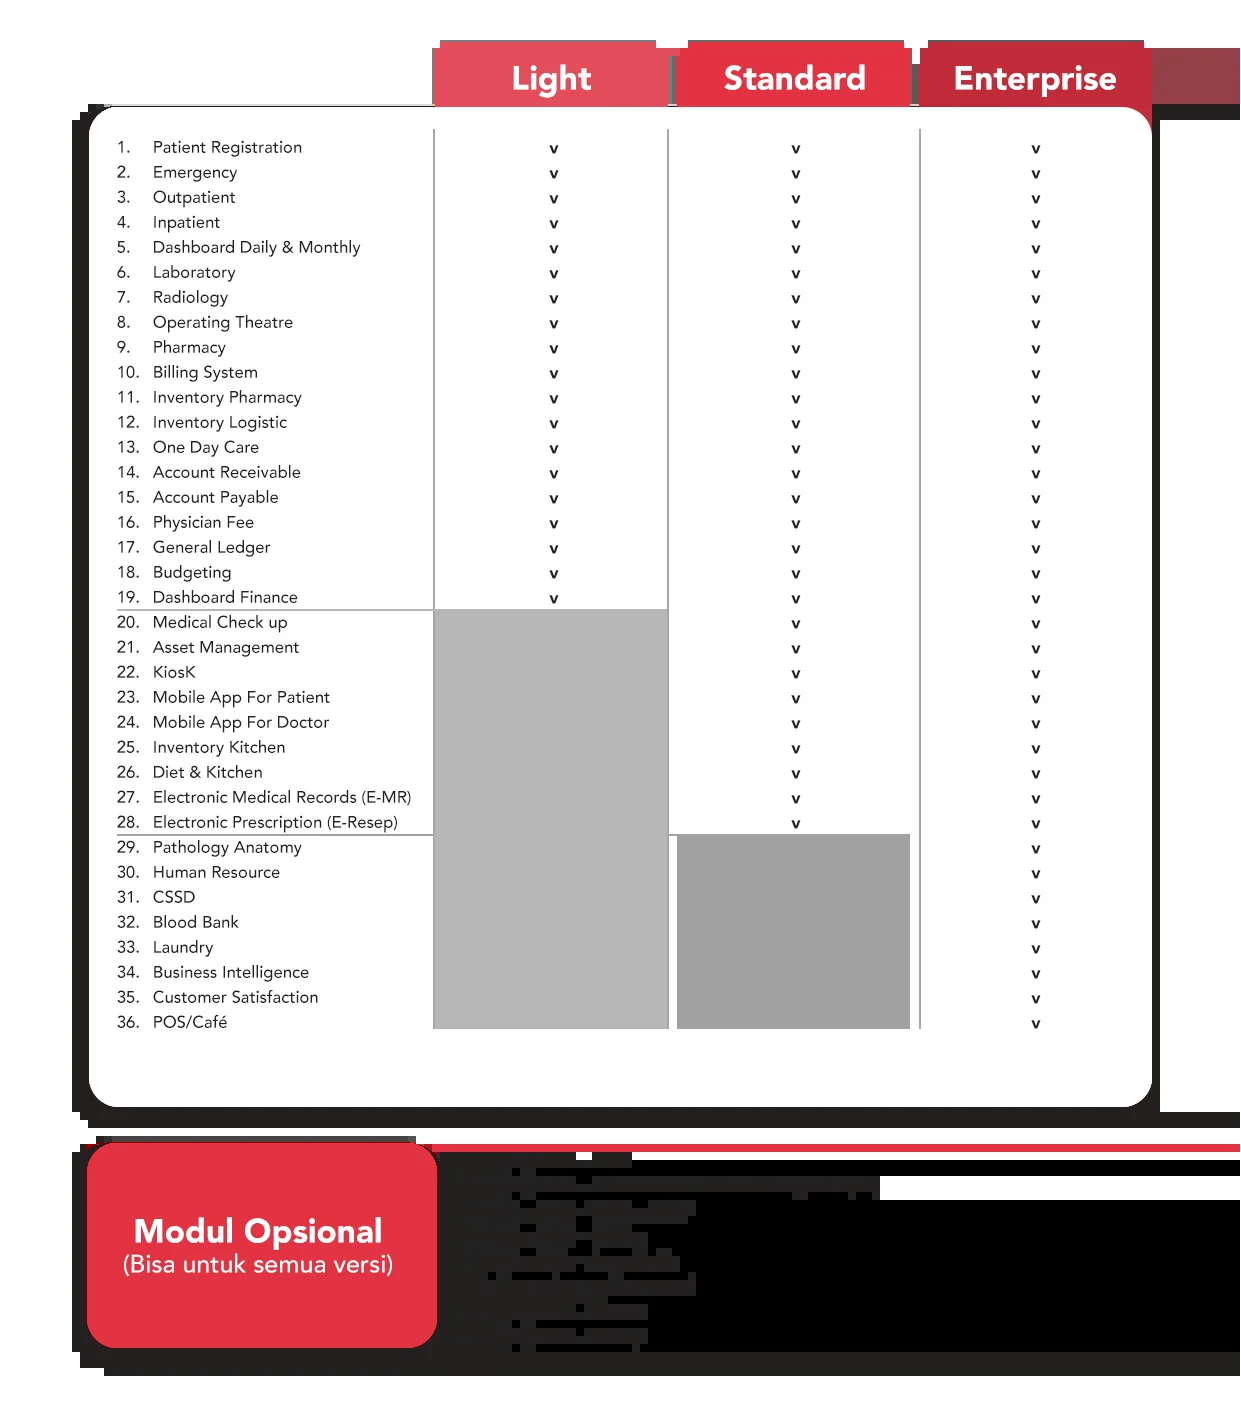 Light Standard Enterprise
1. Patient Registration v v v
2. Emergency v v v
3. Outpatient v v v
4. Inpatient v v v
5. Dashboard Daily & Monthly v v v
6. Laboratory v v v
7. Radiology v v v
8. Operating Theatre v v v
9. Pharmacy v v v
10. Billing System v v v
11. Inventory Pharmacy v v v
12. Inventory Logistic v v v
13. One Day Care v v v
14. Account Receivable v v v
15. Account Payable v v v
16. Physician Fee v v v
17. General Ledger v v v
18. Budgeting v v v
19. Dashboard Finance v v v
20. Medical Check up v v
21. Asset Management v v
22. KiosK v v
23. Mobile App For Patient v v
24. Mobile App For Doctor v v
25. Inventory Kitchen v v
26. Diet & Kitchen v v
27. Electronic Medical Records (E-MR) v v
28. Electronic Prescription (E-Resep) v v
29. Pathology Anatomy v
30. Human Resource v
31. CSSD v
32. Blood Bank v
33. Laundry v
34. Business Intelligence v
35. Customer Satisfaction v
36. POS/Café v
Modul Opsional
(Bisa untuk semua versi)